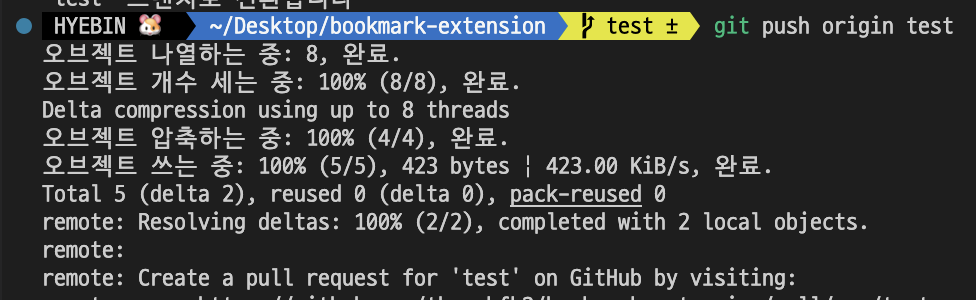 HYEBIN 🐹 ~/Desktop/bookmark-extension test ± git push origin test
오브젝트 나열하는 중: 8, 완료.
오브젝트 개수 세는 중: 100% (8/8), 완료.
Delta compression using up to 8 threads
오브젝트 압축하는 중: 100% (4/4), 완료.
오브젝트 쓰는 중: 100% (5/5), 423 bytes ¦ 423.00 KiB/s, 완료.
Total 5 (delta 2), reused 0 (delta 0), pack-reused 0
remote: Resolving deltas: 100% (2/2), completed with 2 local objects.
remote:
remote: Create a pull request for 'test' on GitHub by visiting: